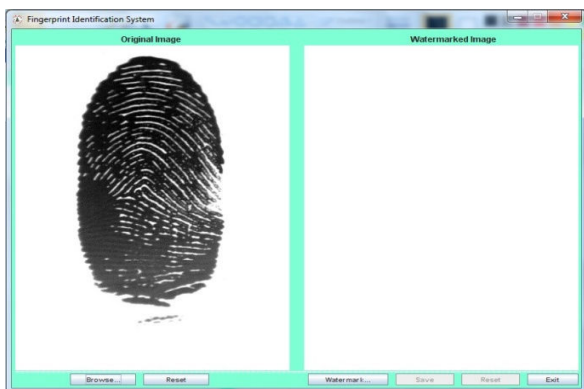 Fingerprint Identification System
Original Image Watermarked Image
Browse... Reset Watermark... Save Reset Exit